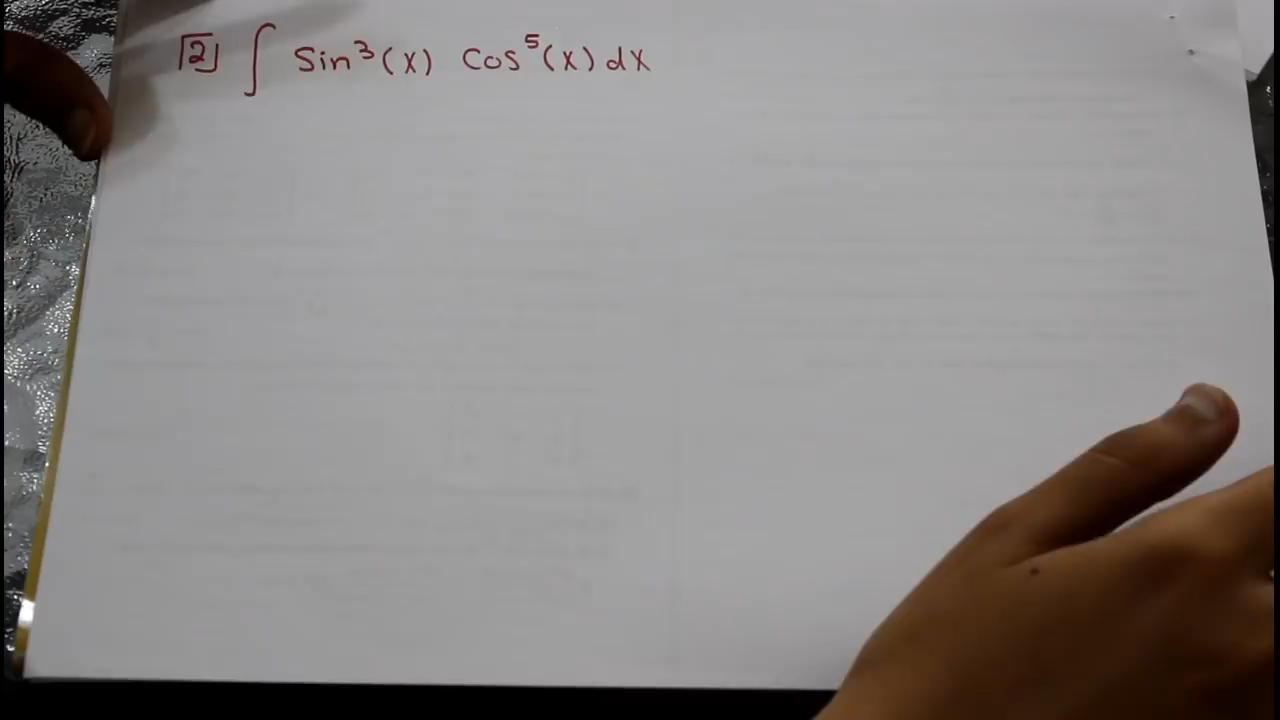 2 ∫ Sin³(x) Cos⁵(x) dx